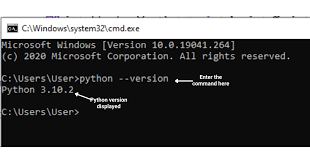 C:\Windows\system32\cmd.exe
Microsoft Windows [Version 10.0.19041.264]
(c) 2020 Microsoft Corporation. All rights reserved.
C:\Users\User>python --version
Enter the
command here
Python 3.10.2
Python version
displayed
C:\Users\User>